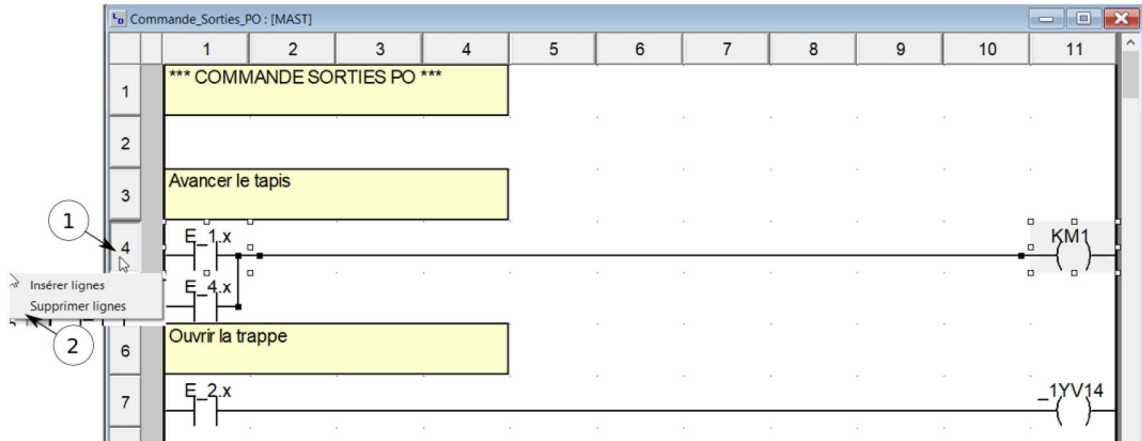 Commande_Sorties_PO : [MAST]
1 2 3 4 5 6 7 8 9 10 11
1 *** COMMANDE SORTIES PO ***
2
3 Avancer le tapis
1
4 E_1.x KM1
Insérer lignes E_4.x
Supprimer lignes
2
6 Ouvrir la trappe
7 E_2.x _1YV14